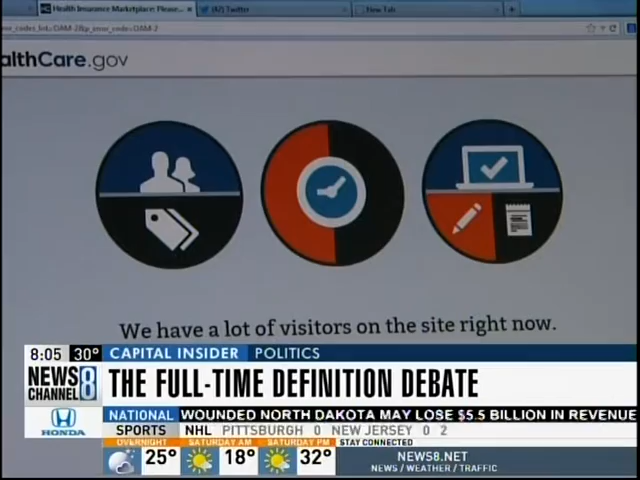 Health Insurance Marketplace: Pleas...
Twitter
New Tab
althCare.gov
We have a lot of visitors on the site right now.
8:05 30° CAPITAL INSIDER POLITICS
NEWS CHANNEL 8
THE FULL-TIME DEFINITION DEBATE
HONDA
NATIONAL WOUNDED NORTH DAKOTA MAY LOSE $5.5 BILLION IN REVENUE
SPORTS NHL PITTSBURGH 0 NEW JERSEY 0 2
OVERNIGHT SATURDAY AM SATURDAY PM STAY CONNECTED
25° 18° 32°
NEWS8.NET
NEWS / WEATHER / TRAFFIC